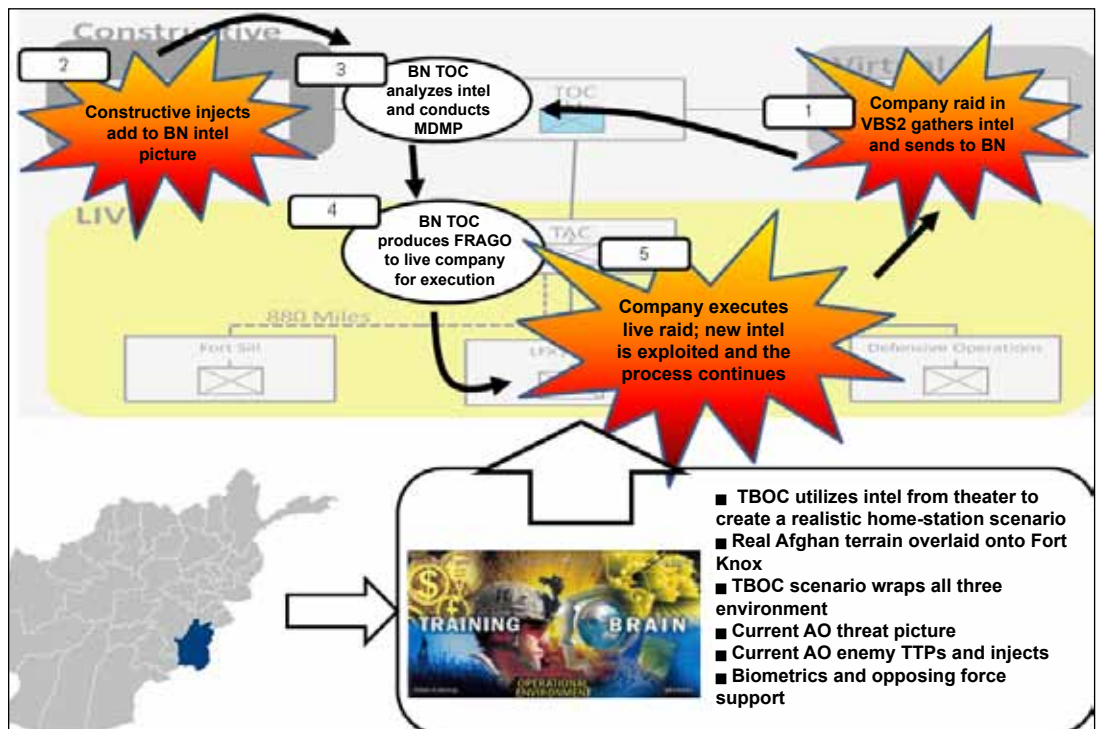 Constructive
2
Constructive injects
add to BN intel
picture
3
BN TOC
analyzes intel
and conducts
MDMP
TOC
Virtual
1
Company raid in
VBS2 gathers intel
and sends to BN
LIV
4
BN TOC
produces FRAGO
to live company
for execution
TAC
5
Company executes
live raid; new intel
is exploited and the
process continues
880 Miles
Fort Sill
LFX
Defensive Operations
TRAINING BRAIN
OPERATIONAL
ENVIRONMENT
■ TBOC utilizes intel from theater to
create a realistic home-station scenario
■ Real Afghan terrain overlaid onto Fort
Knox
■ TBOC scenario wraps all three
environment
■ Current AO threat picture
■ Current AO enemy TTPs and injects
■ Biometrics and opposing force
support